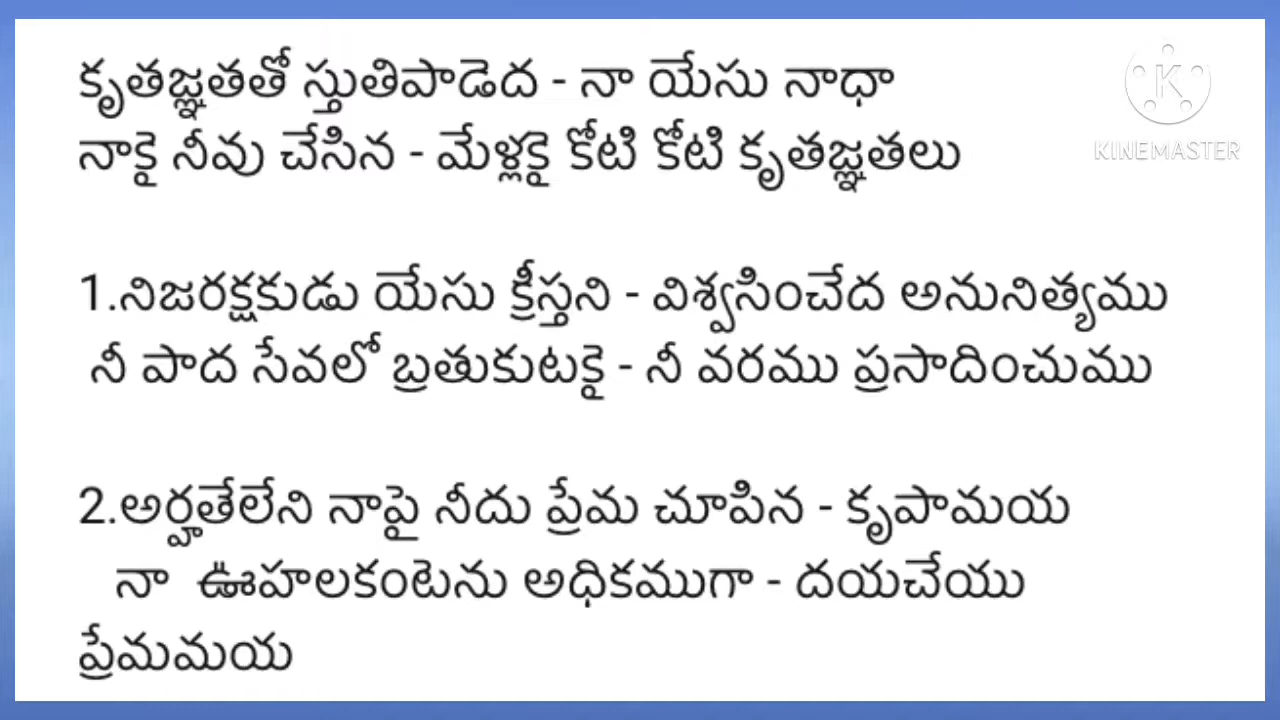 కృతజ్ఞతతో స్తుతిపాడెద - నా యేసు నాధా
నాకై నీవు చేసిన - మేళ్లకై కోటి కోటి కృతజ్ఞతలు
K
KINEMASTER
1.నిజరక్షకుడు యేసు క్రీస్తని - విశ్వసించేద అనునిత్యము
నీ పాద సేవలో బ్రతుకుటకై - నీ వరము ప్రసాదించుము
2.అర్హతేలేని నాపై నీదు ప్రేమ చూపిన - కృపామయ
నా ఊహలకంటెను అధికముగా - దయచేయు
ప్రేమమయ